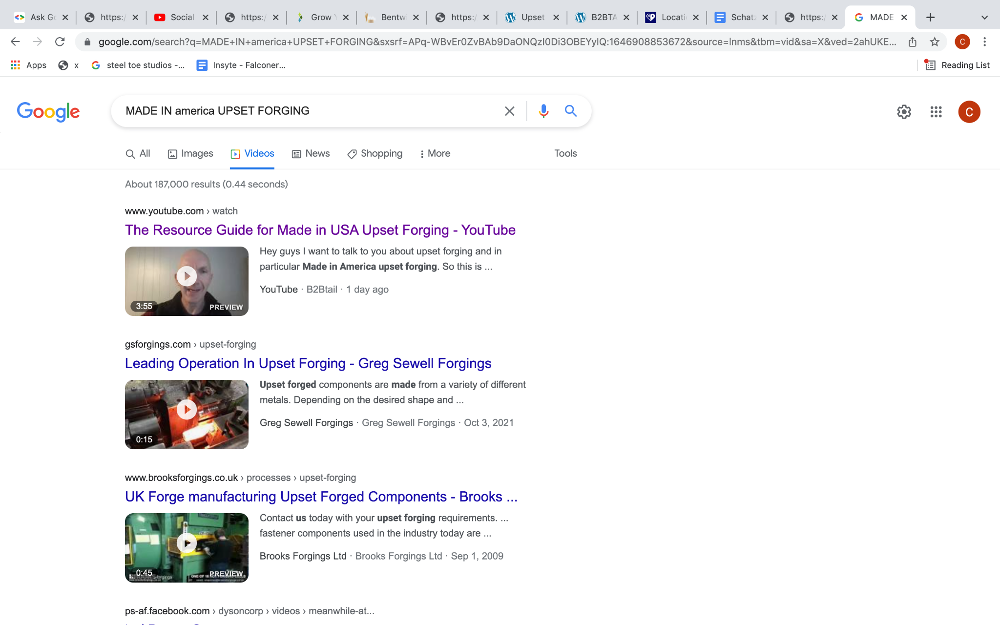 Ask Go
https:/
Social
https:/
Grow
Bentwi
https:/
Upset
B2BTA
Locati
Schatz
https:/
MADE
google.com/search?q=MADE+IN+america+UPSET+FORGING&sxsrf=APq-WBvEr0ZvBAb9DaONQzI0Di3OBEYyIQ:1646908853672&source=lnms&tbm=vid&sa=X&ved=2ahUKE...
C
Apps
x
steel toe studios -...
Insyte - Falconer...
Reading List
Google
MADE IN america UPSET FORGING
C
All
Images
Videos
News
Shopping
More
Tools
About 187,000 results (0.44 seconds)
www.youtube.com › watch
The Resource Guide for Made in USA Upset Forging - YouTube
Hey guys I want to talk to you about upset forging and in
particular Made in America upset forging. So this is ...
YouTube · B2Btail · 1 day ago
3:55
PREVIEW
gsforgings.com › upset-forging
Leading Operation In Upset Forging - Greg Sewell Forgings
Upset forged components are made from a variety of different
metals. Depending on the desired shape and ...
Greg Sewell Forgings · Greg Sewell Forgings · Oct 3, 2021
0:15
www.brooksforgings.co.uk › processes › upset-forging
UK Forge manufacturing Upset Forged Components - Brooks ...
Contact us today with your upset forging requirements. ...
fastener components used in the industry today are ...
Brooks Forgings Ltd · Brooks Forgings Ltd · Sep 1, 2009
0:45
PREVIEW
ps-af.facebook.com › dysoncorp › videos › meanwhile-at...